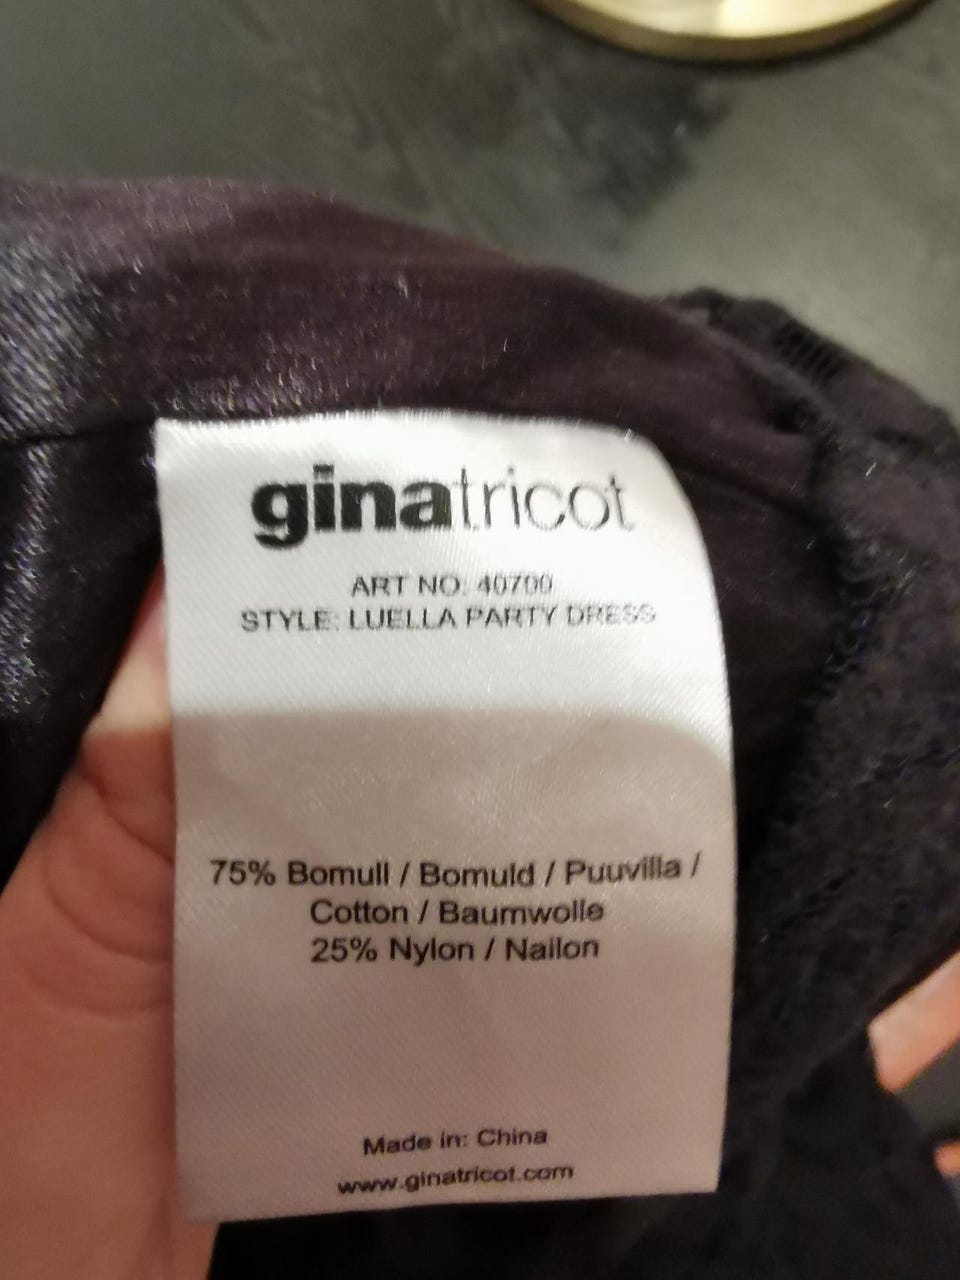 ginatricot
ART NO: 40700
STYLE: LUELLA PARTY DRESS
75% Bomull / Bomuld / Puuvilla /
Cotton / Baumwolle
25% Nylon / Nailon
Made in: China
www.ginatricot.com